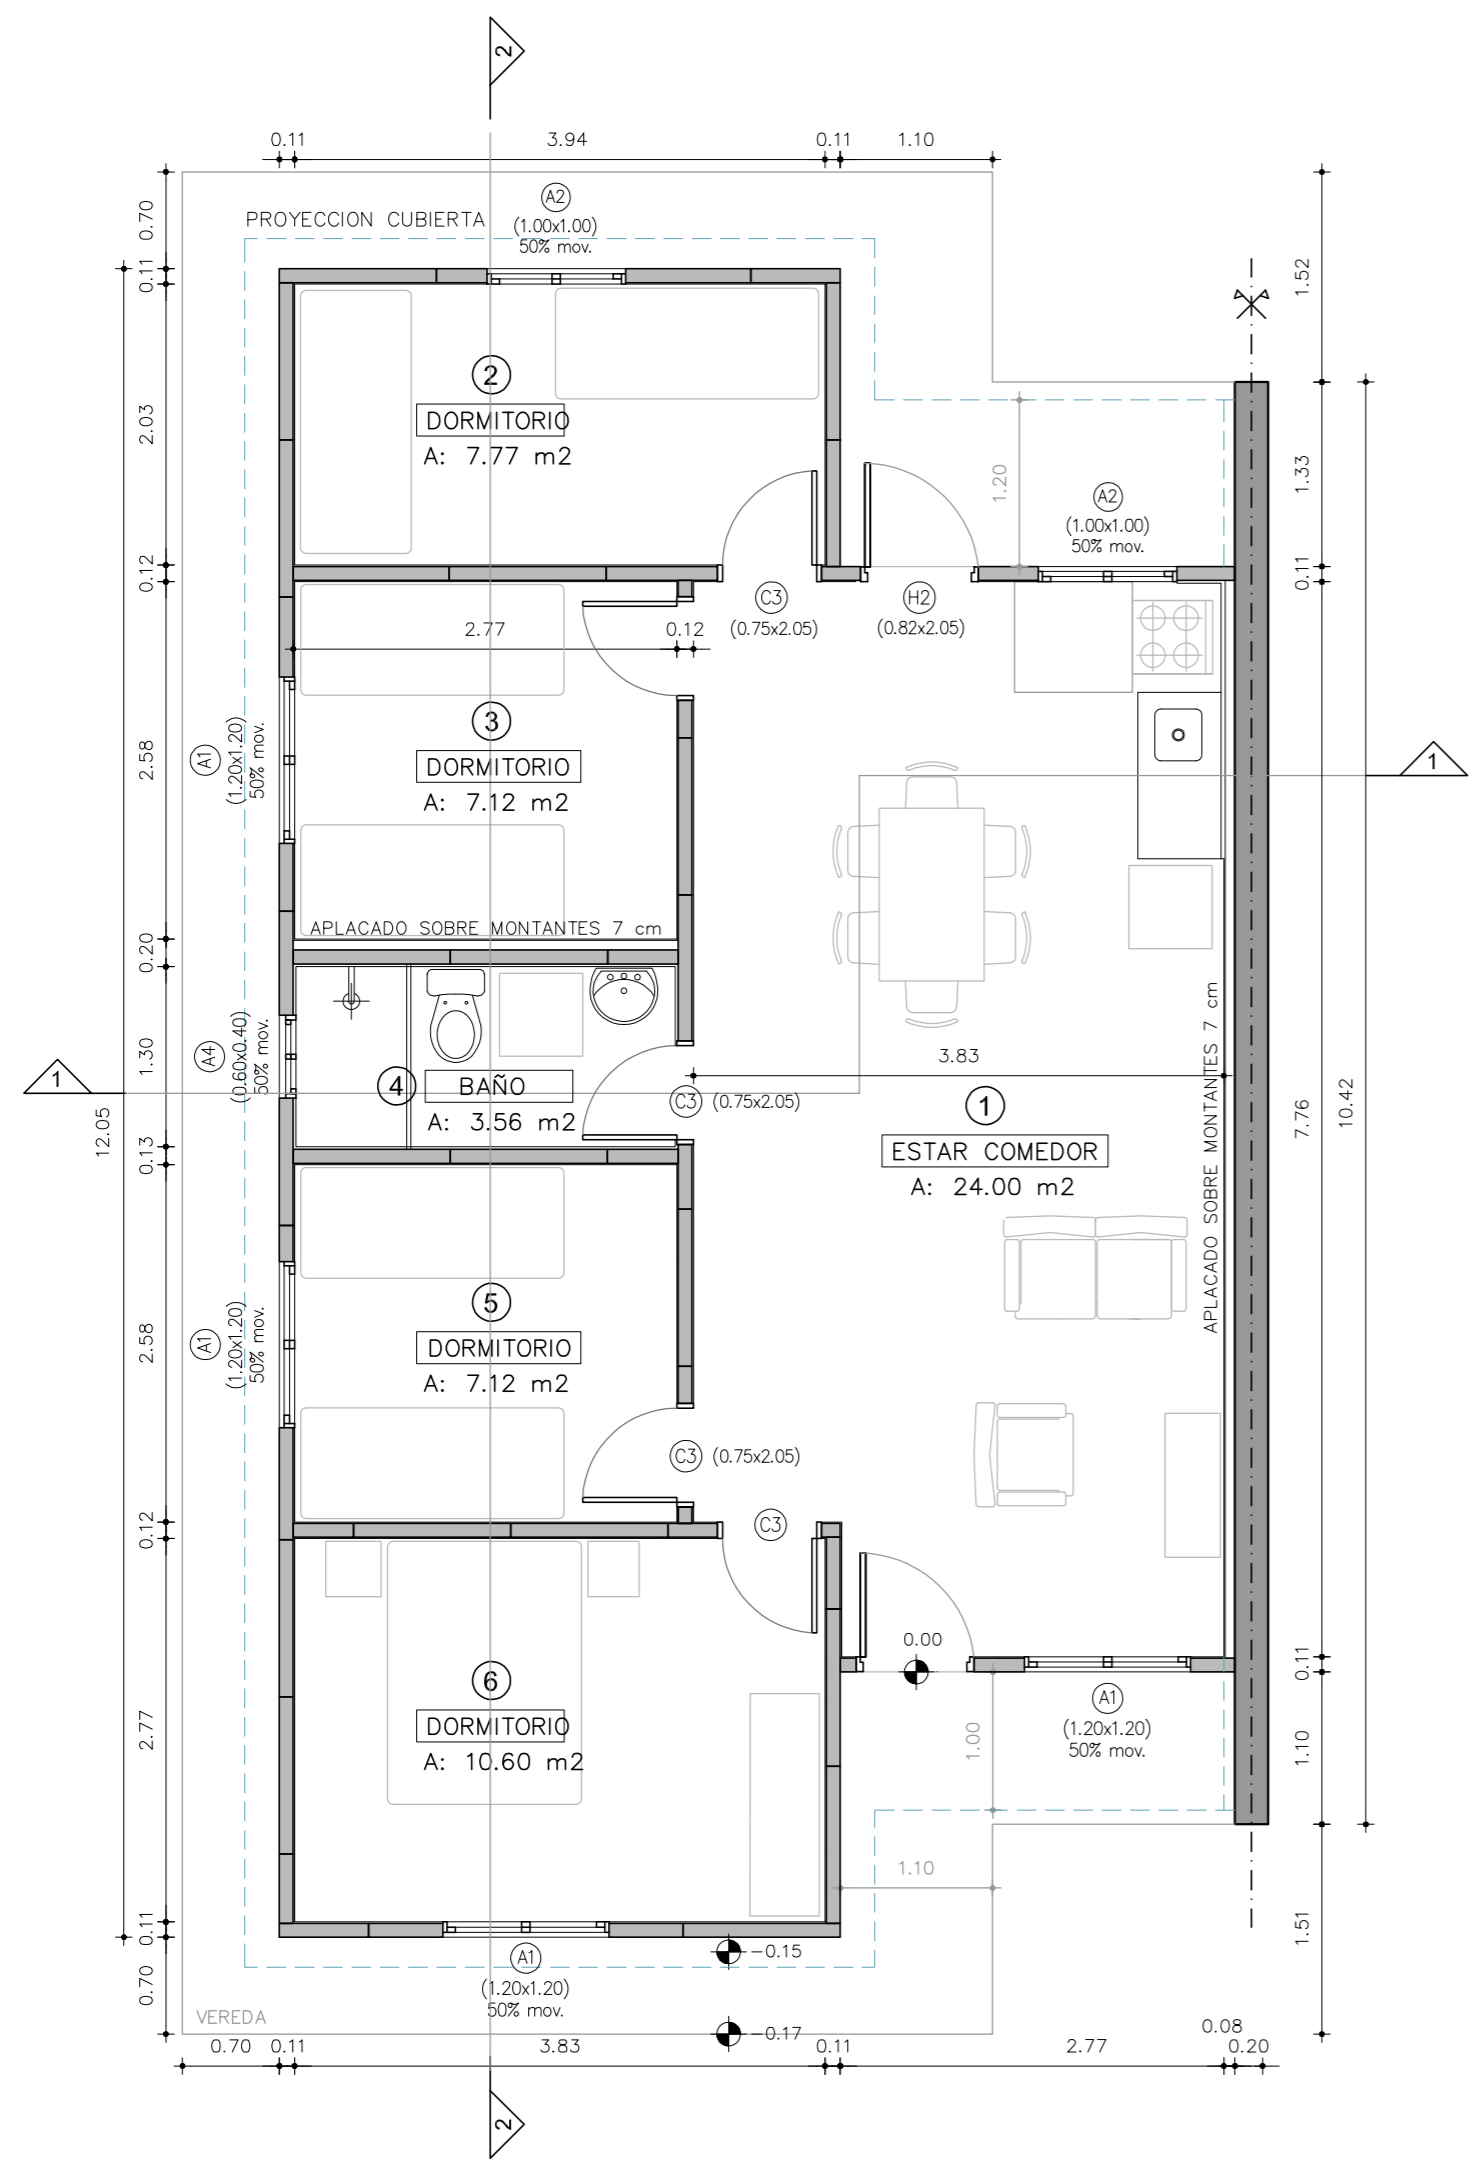 2
0.11
3.94
0.11
1.10
0.70
PROYECCION CUBIERTA
A2
(1.00x1.00)
50% mov.
0.11
1.52
2
DORMITORIO
A: 7.77 m2
2.03
1.20
A2
(1.00x1.00)
50% mov.
1.33
0.12
C3
(0.75x2.05)
H2
(0.82x2.05)
0.11
2.77
0.12
A1
(1.20x1.20)
50% mov.
2.58
3
DORMITORIO
A: 7.12 m2
1
APLACADO SOBRE MONTANTES 7 cm
0.20
A4
(0.60x0.40)
50% mov.
1.30
1
4
BAÑO
A: 3.56 m2
C3
(0.75x2.05)
3.83
1
ESTAR COMEDOR
A: 24.00 m2
APLACADO SOBRE MONTANTES 7 cm
7.76
10.42
12.05
0.13
A1
(1.20x1.20)
50% mov.
2.58
5
DORMITORIO
A: 7.12 m2
C3
(0.75x2.05)
C3
0.12
0.00
0.11
6
DORMITORIO
A: 10.60 m2
2.77
1.00
A1
(1.20x1.20)
50% mov.
1.10
1.10
0.11
-0.15
1.51
A1
(1.20x1.20)
50% mov.
0.70
VEREDA
-0.17
0.70
0.11
3.83
0.11
2.77
0.08
0.20
2